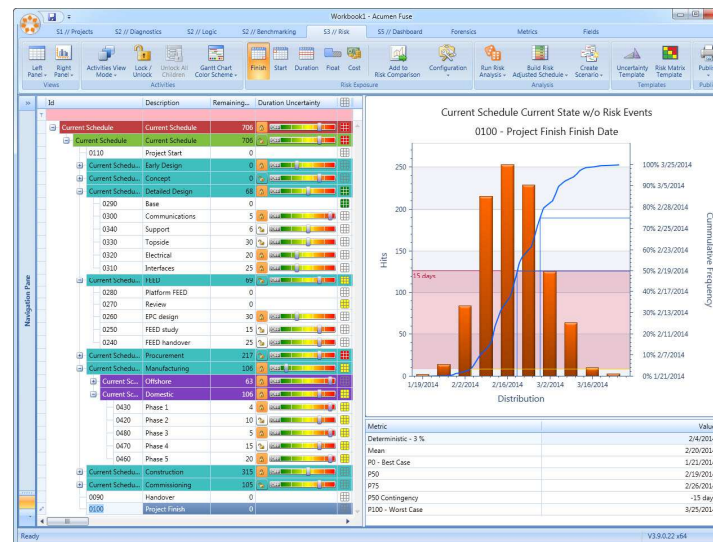 Workbook1 - Acumen Fuse
S1 // Projects S2 // Diagnostics S2 // Logic S2 // Benchmarking S3 // Risk S5 // Dashboard Forensics Metrics Fields
Left Panel Right Panel Activities View Mode Lock / Unlock Unlock All Children Gantt Chart Color Scheme Finish Start Duration Float Cost Add to Risk Comparison Configuration Run Risk Analysis Build Risk Adjusted Schedule Create Scenario Uncertainty Template Risk Matrix Template
Views Activities Risk Exposure Analysis Templates
Id Description Remaining... Duration Uncertainty
Current Schedule Current Schedule 706
Current Schedule Current Schedule 706
0110 Project Start 0
Current Schedu... Early Design 0
Current Schedu... Concept 0
Current Schedu... Detailed Design 68
0290 Base 0
0300 Communications 5
0340 Support 6
0330 Topside 30
0320 Electrical 20
0310 Interfaces 25
Current Schedu... FEED 69
0280 Platform FEED 0
0270 Review 0
0260 EPC design 30
0250 FEED study 15
0240 FEED handover 25
Current Schedu... Procurement 217
Current Schedu... Manufacturing 106
Current Sc... Offshore 63
Current Sc... Domestic 106
0430 Phase 1 4
0420 Phase 2 10
0480 Phase 3 5
0470 Phase 4 15
0460 Phase 5 20
Current Schedu... Construction 315
Current Schedu... Commissioning 105
0090 Handover 0
0100 Project Finish 0
Navigation Pane
Current Schedule Current State w/o Risk Events
0100 - Project Finish Finish Date
Hits
250
200
150
100
50
0
-15 days
100% 3/25/2014
90% 3/5/2014
80% 2/28/2014
70% 2/25/2014
60% 2/23/2014
50% 2/19/2014
40% 2/17/2014
30% 2/13/2014
20% 2/11/2014
10% 2/7/2014
0% 1/21/2014
Cummulative Frequency
1/19/2014 2/2/2014 2/16/2014 3/2/2014 3/16/2014
Distribution
Metric Valu
Deterministic - 3 % 2/4/201
Mean 2/20/201
P0 - Best Case 1/21/201
P50 2/19/201
P75 2/26/201
P50 Contingency -15 day
P100 - Worst Case 3/25/201
Ready V3.9.0.22 x64